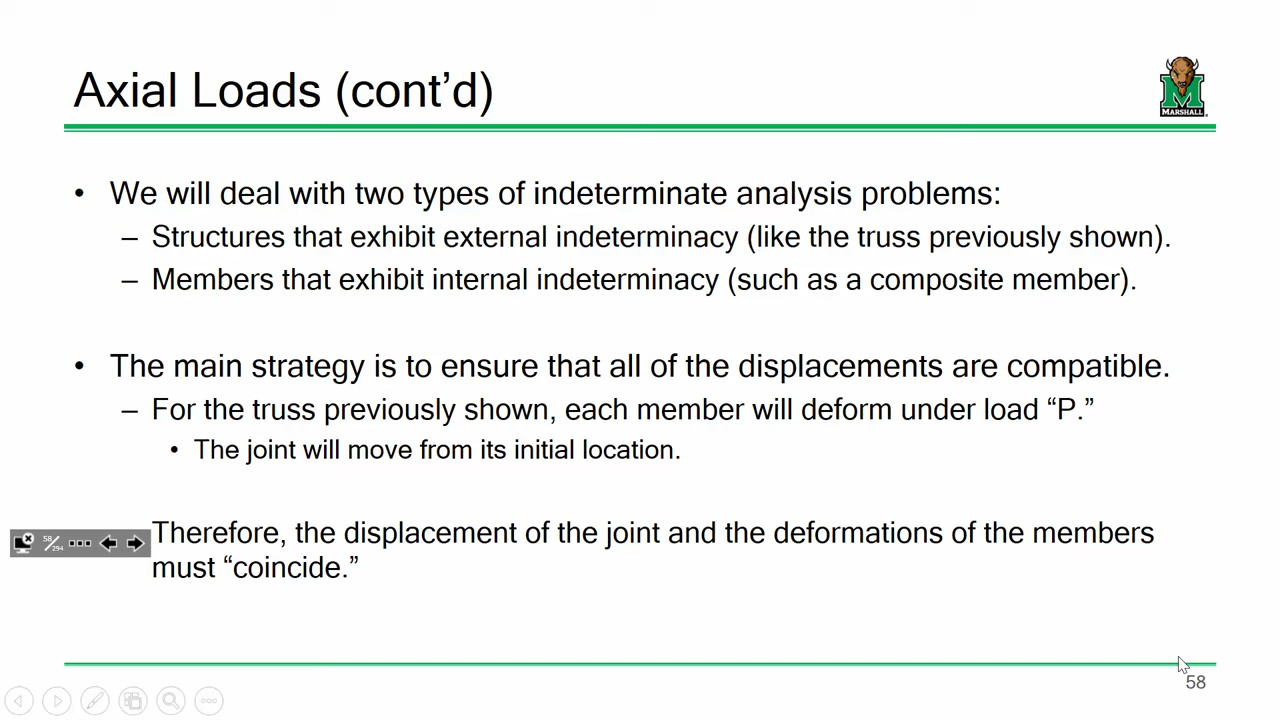 Axial Loads (cont’d)
MARSHALL
• We will deal with two types of indeterminate analysis problems:
– Structures that exhibit external indeterminacy (like the truss previously shown).
– Members that exhibit internal indeterminacy (such as a composite member).
• The main strategy is to ensure that all of the displacements are compatible.
– For the truss previously shown, each member will deform under load “P.”
• The joint will move from its initial location.
58/294
Therefore, the displacement of the joint and the deformations of the members
must “coincide.”
58